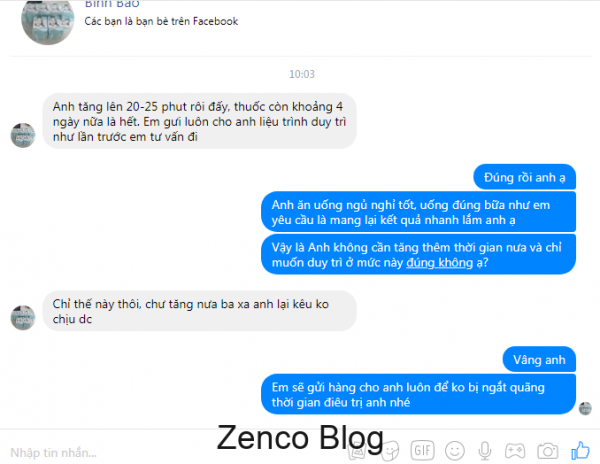 Bình Bảo
Các bạn là bạn bè trên Facebook
10:03
Anh tăng lên 20-25 phut rôi đấy, thuốc còn khoảng 4
ngày nữa là hết. Em gưi luôn cho anh liệu trình duy trì
như lần trước em tư vấn đi
Đúng rồi anh ạ
Anh ăn uống ngủ nghỉ tốt, uống đúng bữa như em
yêu cầu là mang lại kết quả nhanh lắm anh ạ
Vậy là Anh không cần tăng thêm thời gian nưa và chỉ
muốn duy trì ở mức này đúng không ạ?
Chỉ thế này thôi, chư tăng nưa ba xa anh lại kêu ko
chịu dc
Vâng anh
Em sẽ gửi hàng cho anh luôn để ko bị ngắt quãng
thời gian điêu trị anh nhé
Nhập tin nhắn...
GIF
Zenco Blog